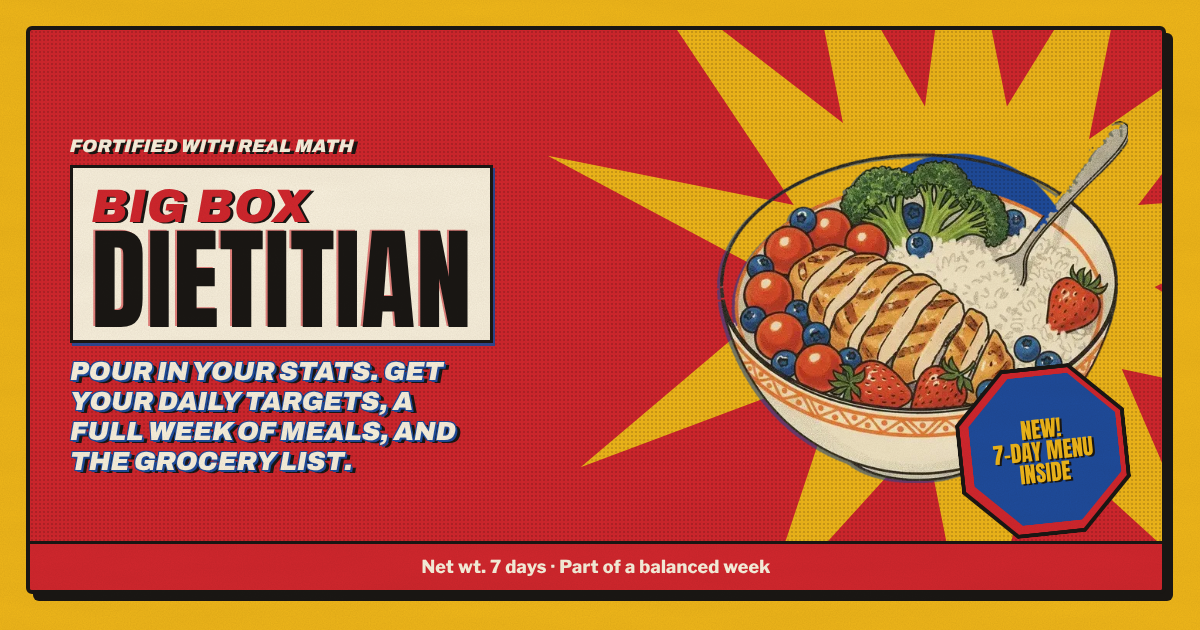 FORTIFIED WITH REAL MATH
BIG BOX
DIETITIAN
POUR IN YOUR STATS. GET
YOUR DAILY TARGETS, A
FULL WEEK OF MEALS, AND
THE GROCERY LIST.
NEW!
7-DAY MENU
INSIDE
Net wt. 7 days · Part of a balanced week